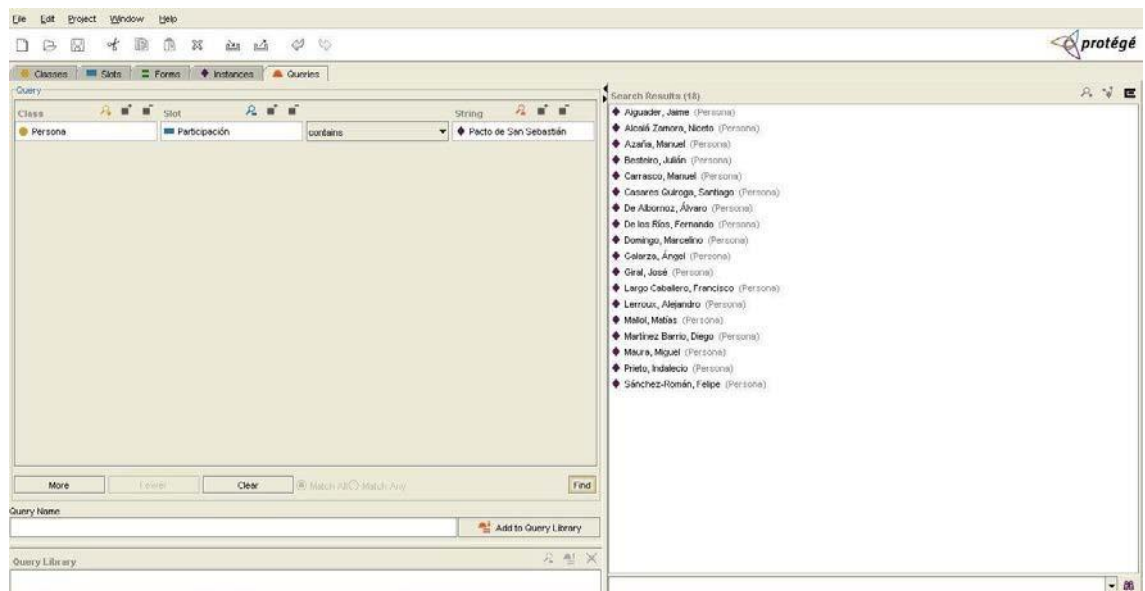 File Edit Project Window Help
protégé
Classes Slots Forms Instances Queries
Query
Class Slot String
Persona Participación contains Pacto de San Sebastián
More Fewer Clear Match All Match Any Find
Query Name
Add to Query Library
Query Library
Search Results (18)
Aiguader, Jaime (Persona)
Alcalá Zamora, Niceto (Persona)
Azaña, Manuel (Persona)
Besteiro, Julián (Persona)
Carrasco, Manuel (Persona)
Casares Quiroga, Santiago (Persona)
De Albornoz, Álvaro (Persona)
De los Ríos, Fernando (Persona)
Domingo, Marcelino (Persona)
Galarza, Ángel (Persona)
Giral, José (Persona)
Largo Caballero, Francisco (Persona)
Lerroux, Alejandro (Persona)
Mallol, Matías (Persona)
Martínez Barrio, Diego (Persona)
Maura, Miguel (Persona)
Prieto, Indalecio (Persona)
Sánchez-Román, Felipe (Persona)